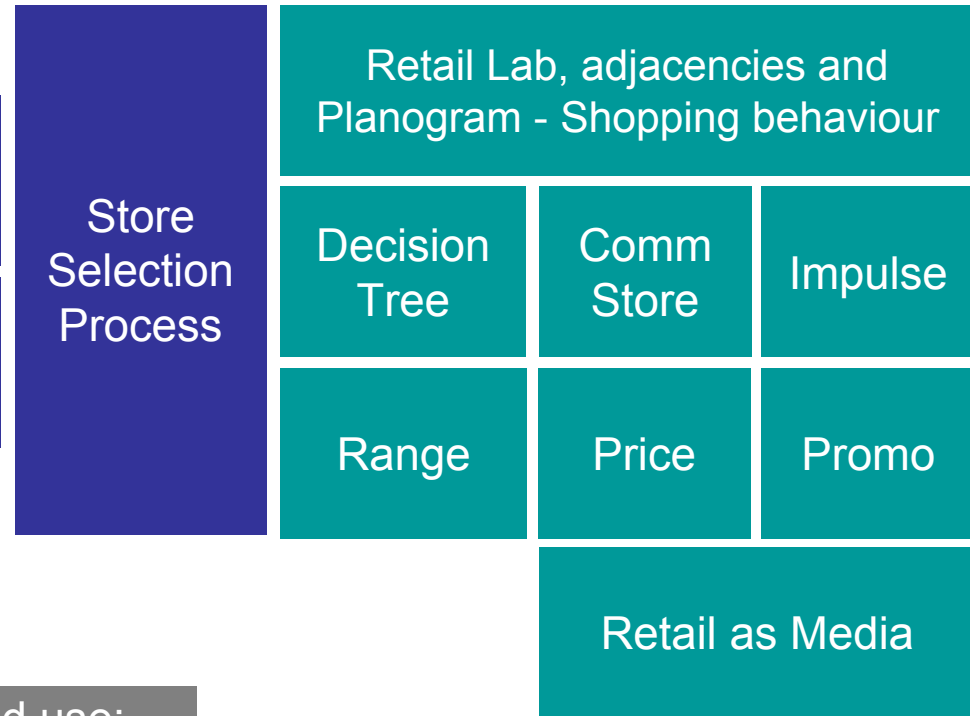 Retail Lab, adjacencies and
Planogram - Shopping behaviour
Store
Selection
Process
Decision
Tree
Comm
Store
Impulse
Range
Price
Promo
Retail as Media
use: